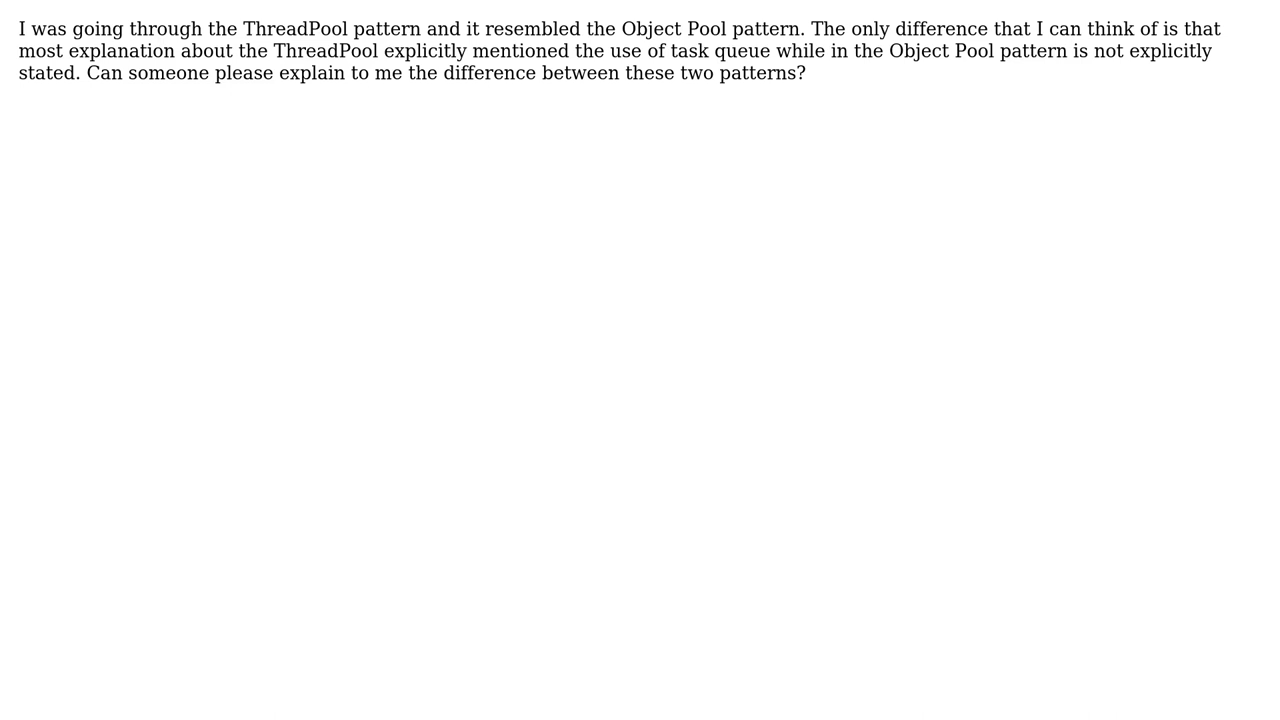 I was going through the ThreadPool pattern and it resembled the Object Pool pattern. The only difference that I can think of is that
most explanation about the ThreadPool explicitly mentioned the use of task queue while in the Object Pool pattern is not explicitly
stated. Can someone please explain to me the difference between these two patterns?